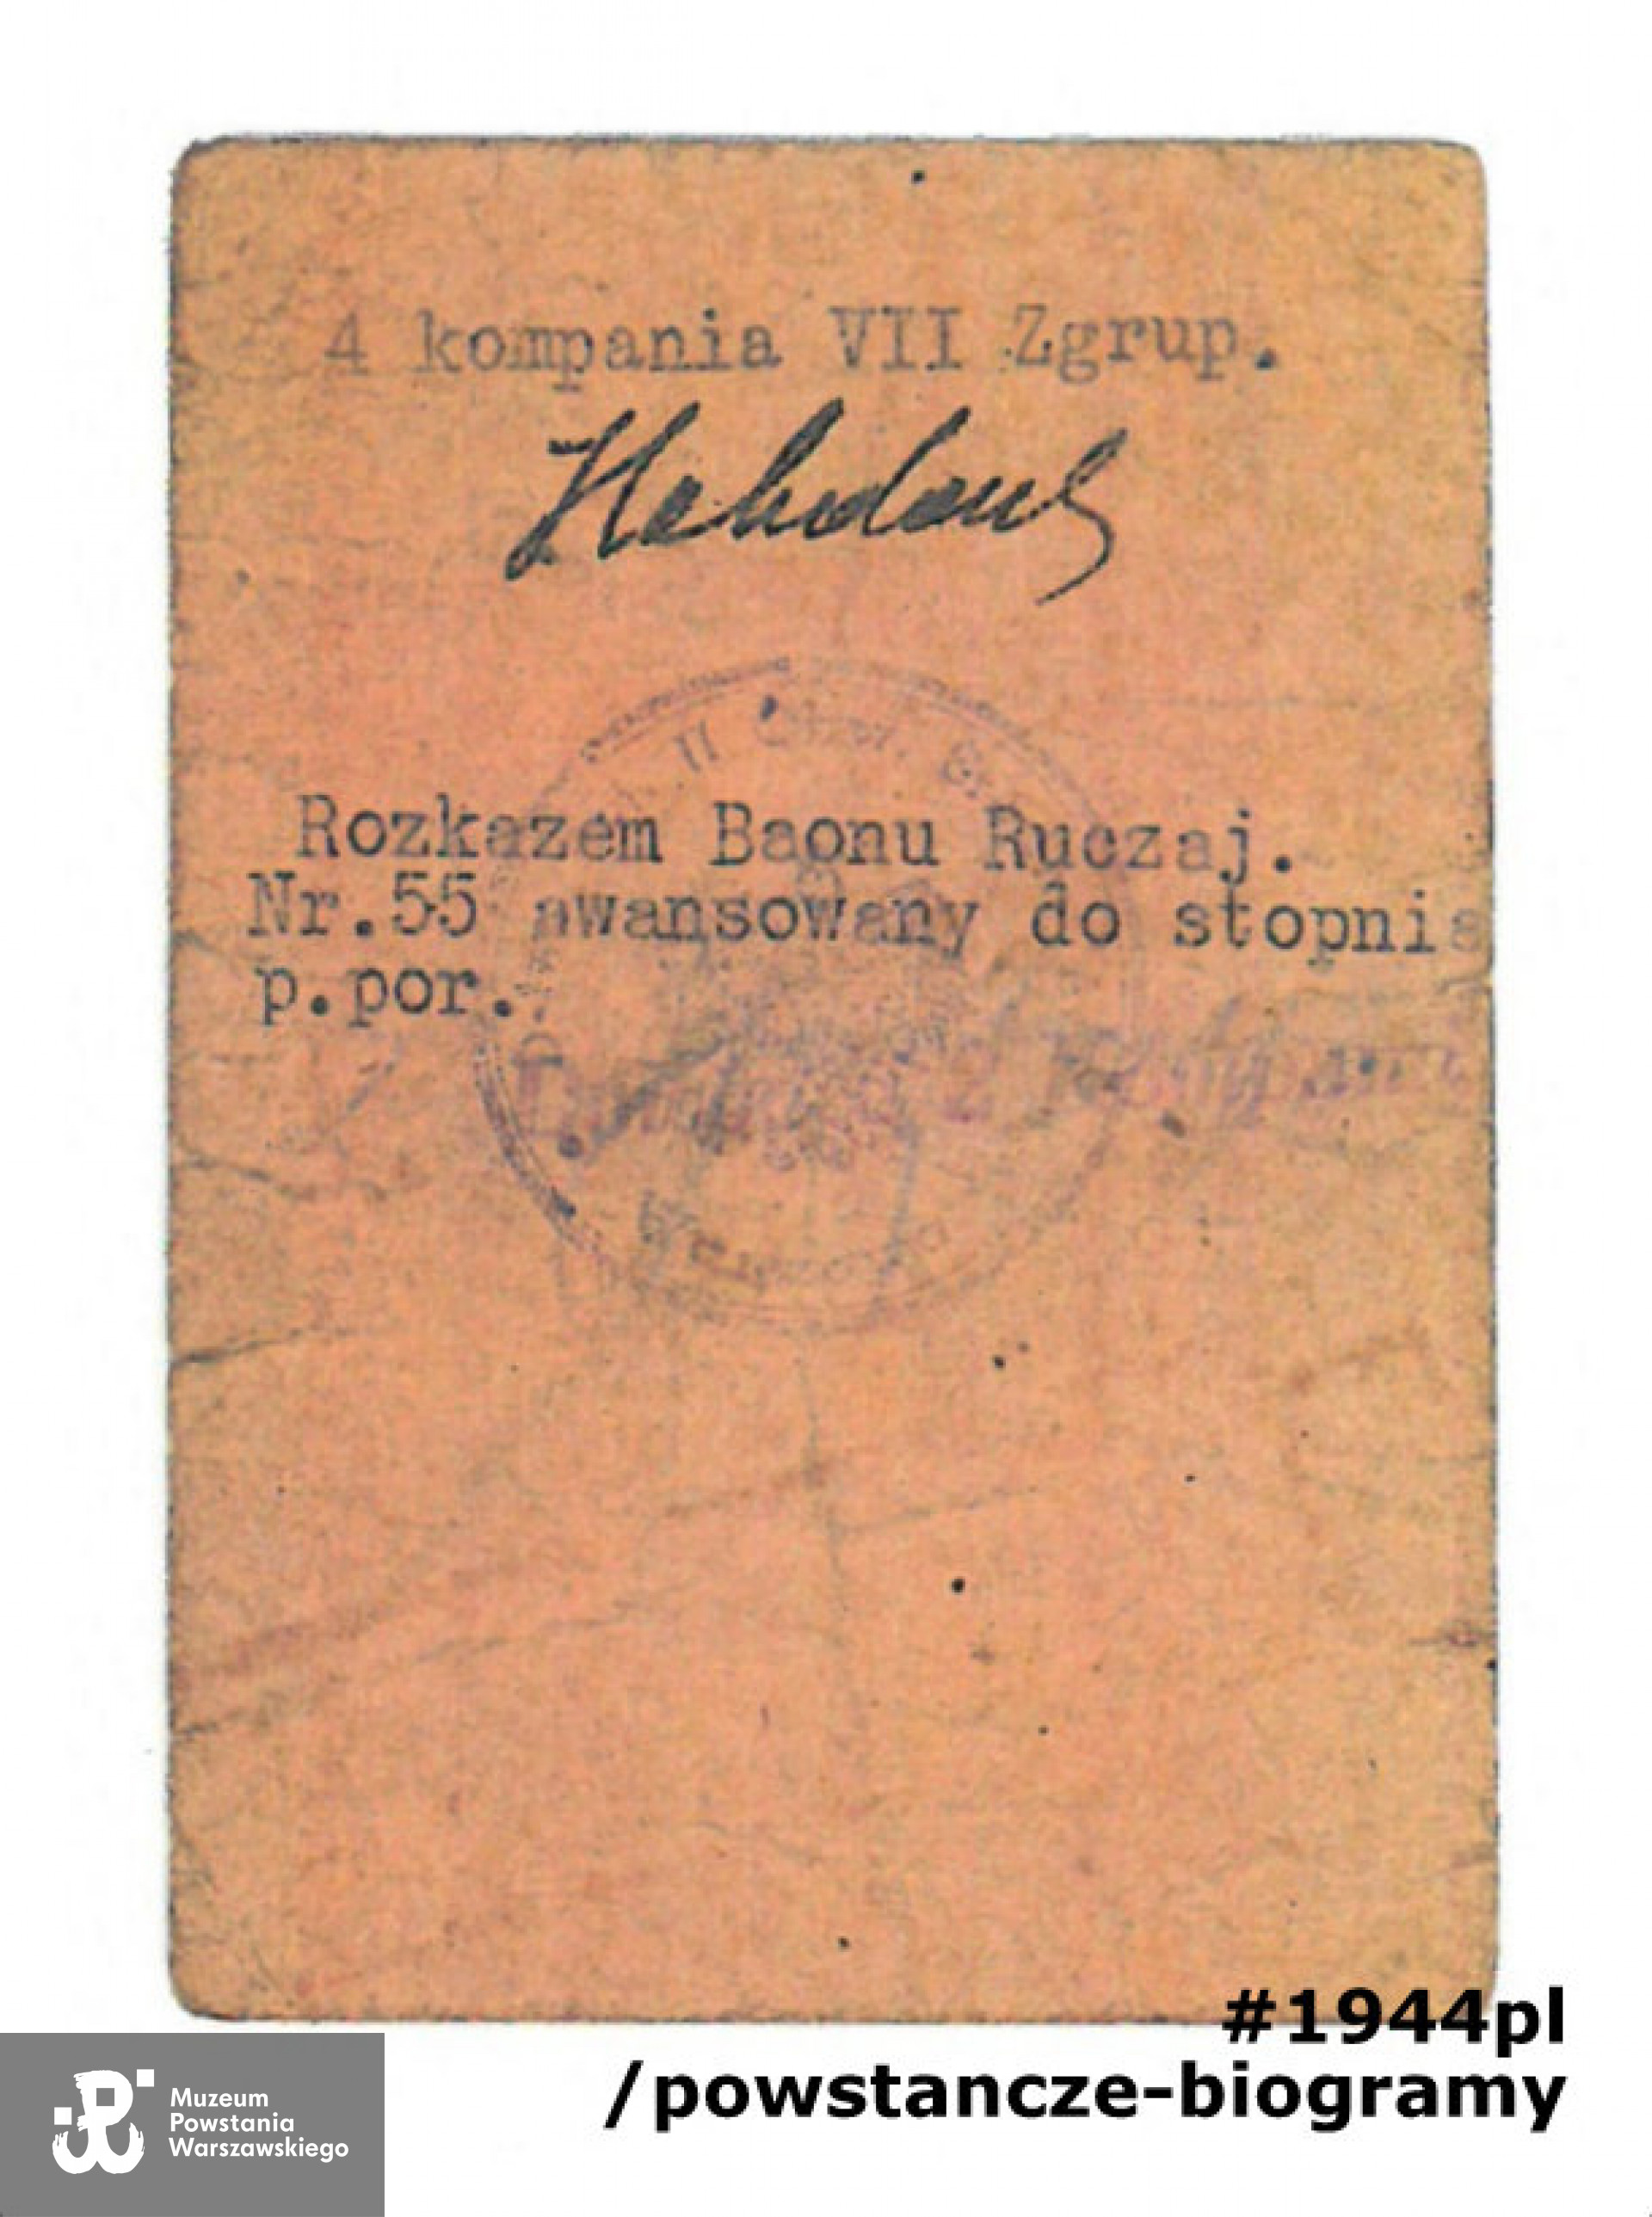 4 kompania VII Zgrup.
Rozkazem Baonu Ruczaj.
Nr.55 awansowany do stopnia
p.por.
#1944pl
/powstancze-biogramy
Muzeum
Powstania
Warszawskiego